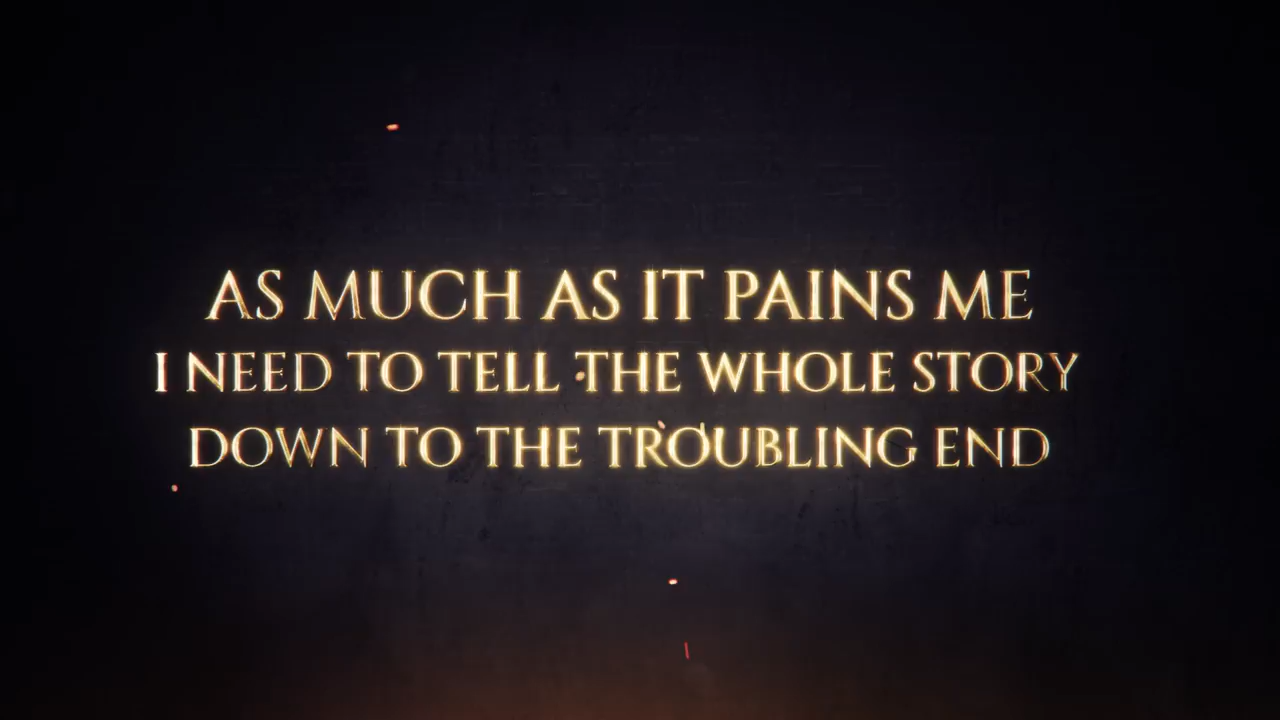 AS MUCH AS IT PAINS ME
I NEED TO TELL THE WHOLE STORY
DOWN TO THE TROUBLING END